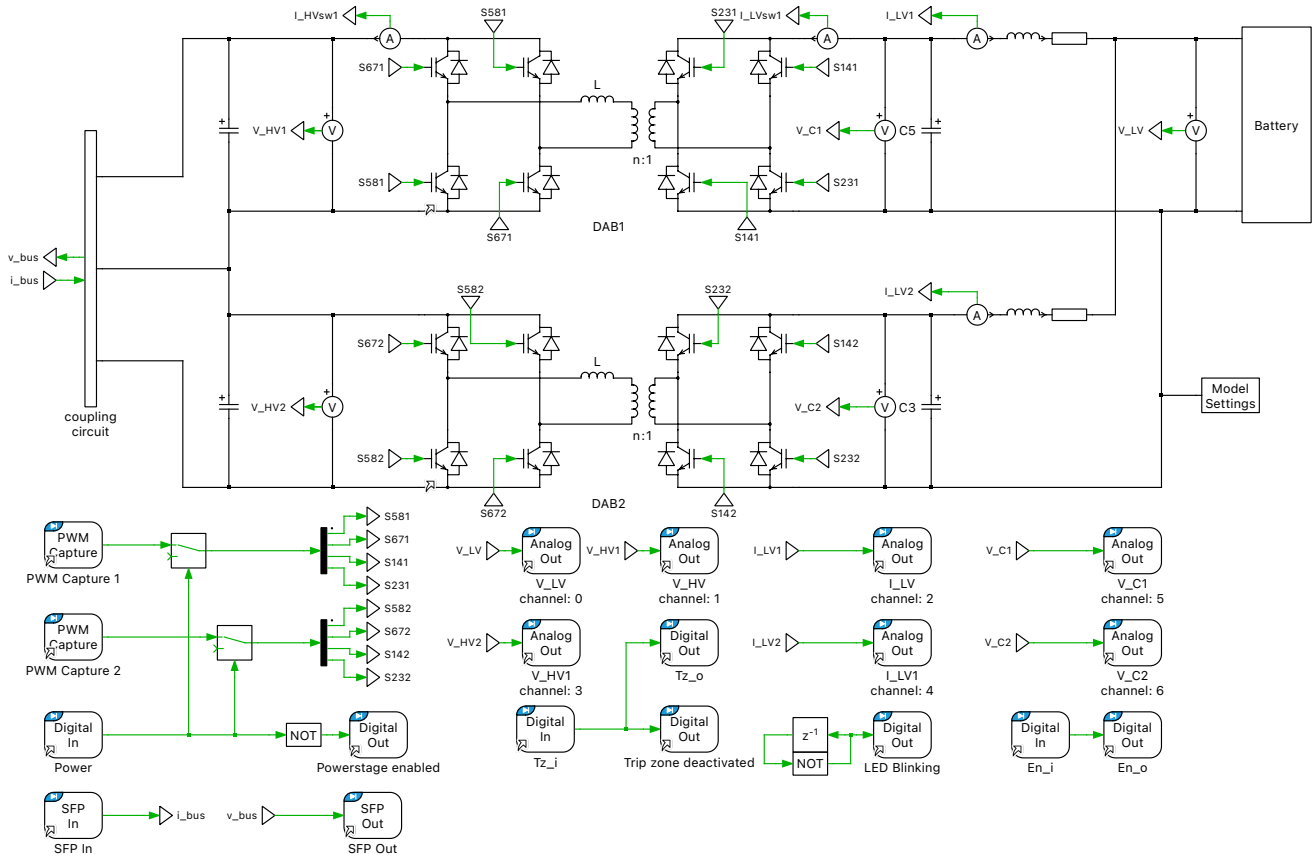 I_HVsw1
S581
S231
I_LVsw1
I_LV1
A
A
A
S671
S141
L
V_HV1
V
n:1
V_C1
V
C5
V_LV
V
Battery
S581
S231
S671
DAB1
S141
v_bus
i_bus
S582
S232
I_LV2
A
S672
S142
L
V_HV2
V
n:1
V_C2
V
C3
Model
Settings
coupling
circuit
S582
S232
S672
DAB2
S142
PWM
Capture
PWM Capture 1
S581
S671
S141
S231
V_LV
Analog
Out
V_LV
channel: 0
V_HV1
Analog
Out
V_HV
channel: 1
I_LV1
Analog
Out
I_LV
channel: 2
V_C1
Analog
Out
V_C1
channel: 5
PWM
Capture
PWM Capture 2
S582
S672
S142
S232
V_HV2
Analog
Out
V_HV1
channel: 3
Digital
Out
Tz_o
I_LV2
Analog
Out
I_LV1
channel: 4
V_C2
Analog
Out
V_C2
channel: 6
Digital
In
Power
NOT
Digital
Out
Powerstage enabled
Digital
In
Tz_i
Digital
Out
Trip zone deactivated
z-1
NOT
Digital
Out
LED Blinking
Digital
In
En_i
Digital
Out
En_o
SFP
In
SFP In
i_bus
v_bus
SFP
Out
SFP Out